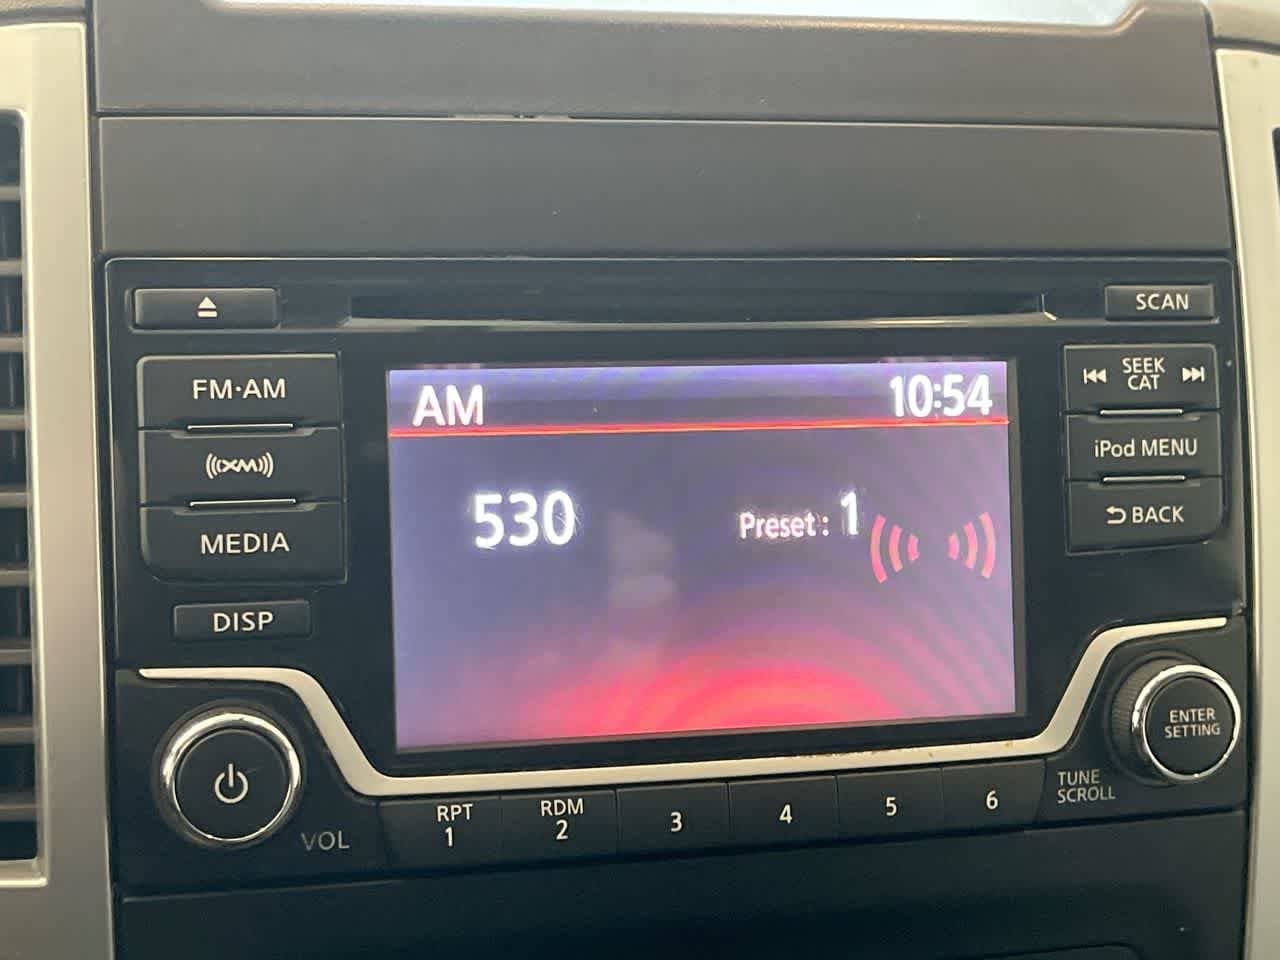 SCAN
FM·AM
XM
MEDIA
DISP
AM 10:54
530 Preset : 1
SEEK
CAT
iPod MENU
BACK
VOL
RPT
1
RDM
2
3
4
5
6
TUNE
SCROLL
ENTER
SETTING